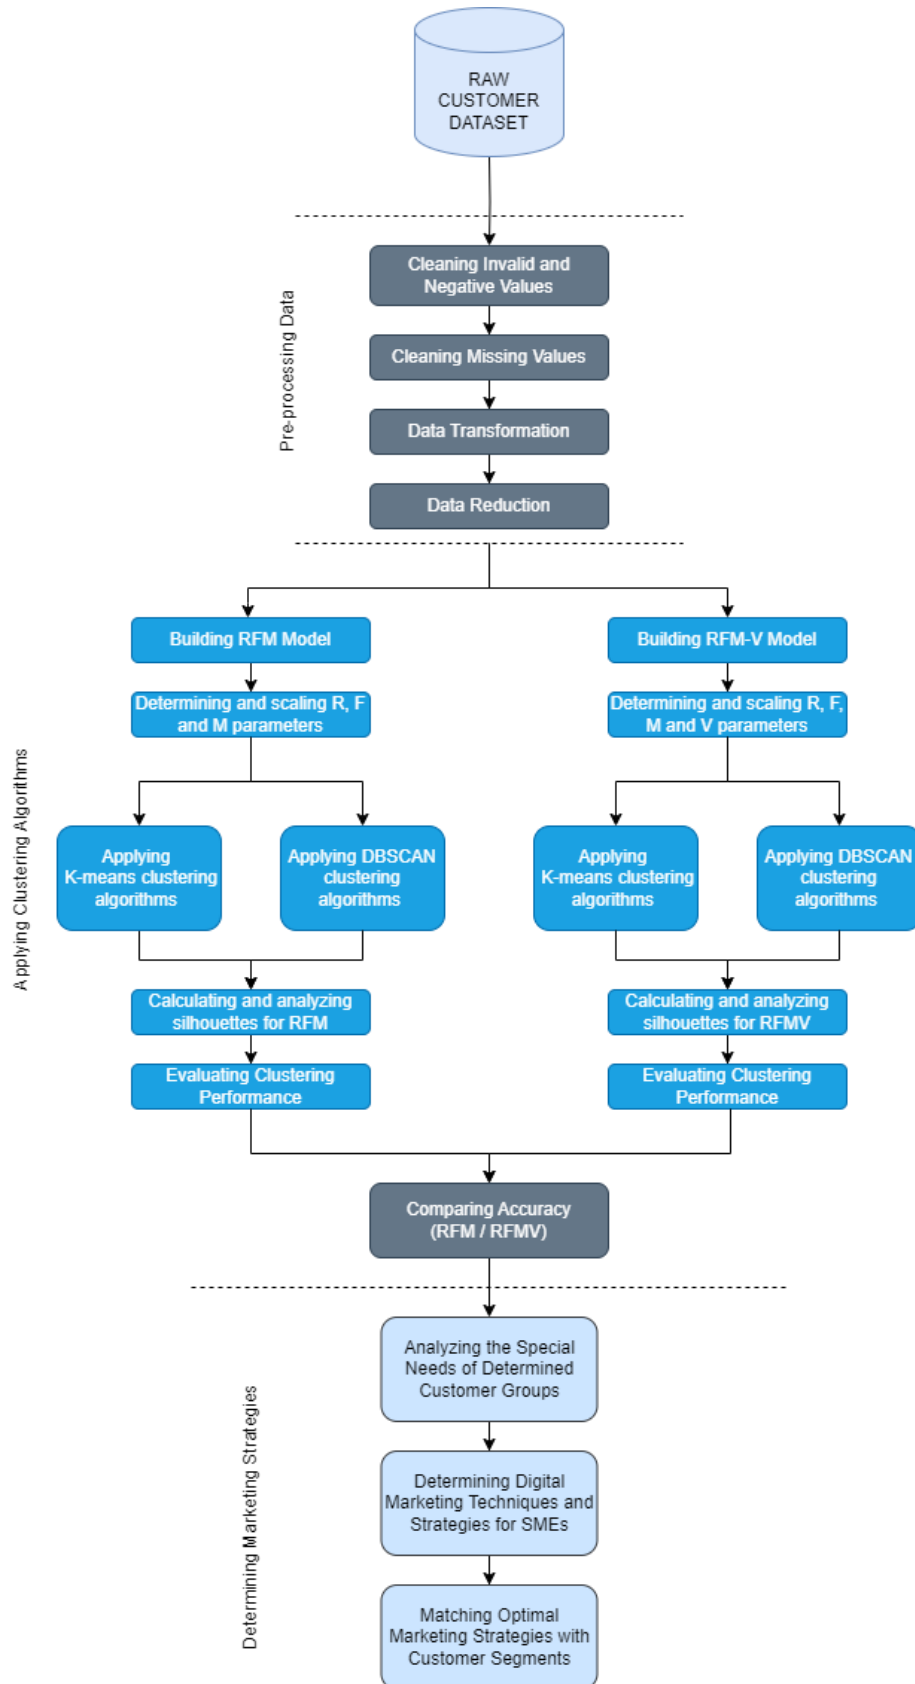 RAW
CUSTOMER
DATASET
Pre-processing Data
Cleaning Invalid and
Negative Values
Cleaning Missing Values
Data Transformation
Data Reduction
Applying Clustering Algorithms
Building RFM Model
Determining and scaling R, F
and M parameters
Applying
K-means clustering
algorithms
Applying DBSCAN
clustering
algorithms
Calculating and analyzing
silhouettes for RFM
Evaluating Clustering
Performance
Building RFM-V Model
Determining and scaling R, F,
M and V parameters
Applying
K-means clustering
algorithms
Applying DBSCAN
clustering
algorithms
Calculating and analyzing
silhouettes for RFMV
Evaluating Clustering
Performance
Comparing Accuracy
(RFM / RFMV)
Determining Marketing Strategies
Analyzing the Special
Needs of Determined
Customer Groups
Determining Digital
Marketing Techniques and
Strategies for SMEs
Matching Optimal
Marketing Strategies with
Customer Segments